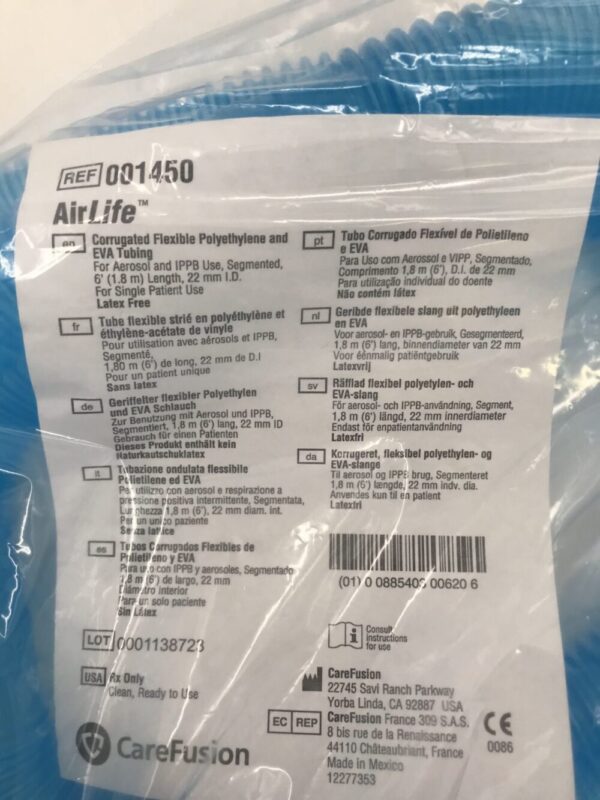 REF 001450
AirLife™
en Corrugated Flexible Polyethylene and
EVA Tubing
For Aerosol and IPPB Use, Segmented,
6' (1.8 m) Length, 22 mm I.D.
For Single Patient Use
Latex Free
fr Tube flexible strié en polyéthylène et
éthylène-acétate de vinyle
Pour utilisation avec aérosols et IPPB,
Segmenté,
1,80 m (6') de long, 22 mm de D.I
Pour un patient unique
Sans latex
de Geriffelter flexibler Polyethylen
und EVA Schlauch
Zur Benutzung mit Aerosol und IPPB,
Segmentiert, 1,8 m (6') lang, 22 mm ID
Gebrauch für einen Patienten
Dieses Produkt enthält kein
Naturkautschuklatex
it Tubazione ondulata flessibile
Polietilene ed EVA
Per utilizzo con aerosol e respirazione a
pressione positiva intermittente, Segmentata,
Lunghezza 1,8 m (6'), 22 mm diam. int.
Per un unico paziente
Senza lattice
es Tubos Corrugados Flexibles de
Polietileno y EVA
Para uso con IPPB y aerosoles, Segmentado
1,8 m (6') de largo, 22 mm
Diámetro interior
Para un solo paciente
Sin Látex
pt Tubo Corrugado Flexível de Polietileno
e EVA
Para Uso com Aerossol e VIPP, Segmentado,
Comprimento 1,8 m (6'), D.I. de 22 mm
Para utilização individual do doente
Não contém látex
nl Geribde flexibele slang uit polyethyleen
en EVA
Voor aerosol- en IPPB-gebruik, Gesegmenteerd,
1,8 m (6') lang, binnendiameter van 22 mm
Voor éénmalig patiëntgebruik
Latexvrij
sv Räfflad flexibel polyetylen- och
EVA-slang
För aerosol- och IPPB-användning, Segment,
1,8 m (6') längd, 22 mm innerdiameter
Endast för enpatientanvändning
Latexfri
da Korrugeret, fleksibel polyethylen- og
EVA-slange
Til aerosol og IPPB brug, Segmenteret
1,8 m (6') længde, 22 mm indv. dia.
Anvendes kun til en patient
Latexfri
(01) 0 0885403 00620 6
LOT 0001138723
Consult
instructions
for use
USA Rx Only
Clean, Ready to Use
CareFusion
22745 Savi Ranch Parkway
Yorba Linda, CA 92887 USA
EC REP CareFusion France 309 S.A.S.
8 bis rue de la Renaissance
44110 Châteaubriant, France
Made in Mexico
12277353
CE
0086
CareFusion